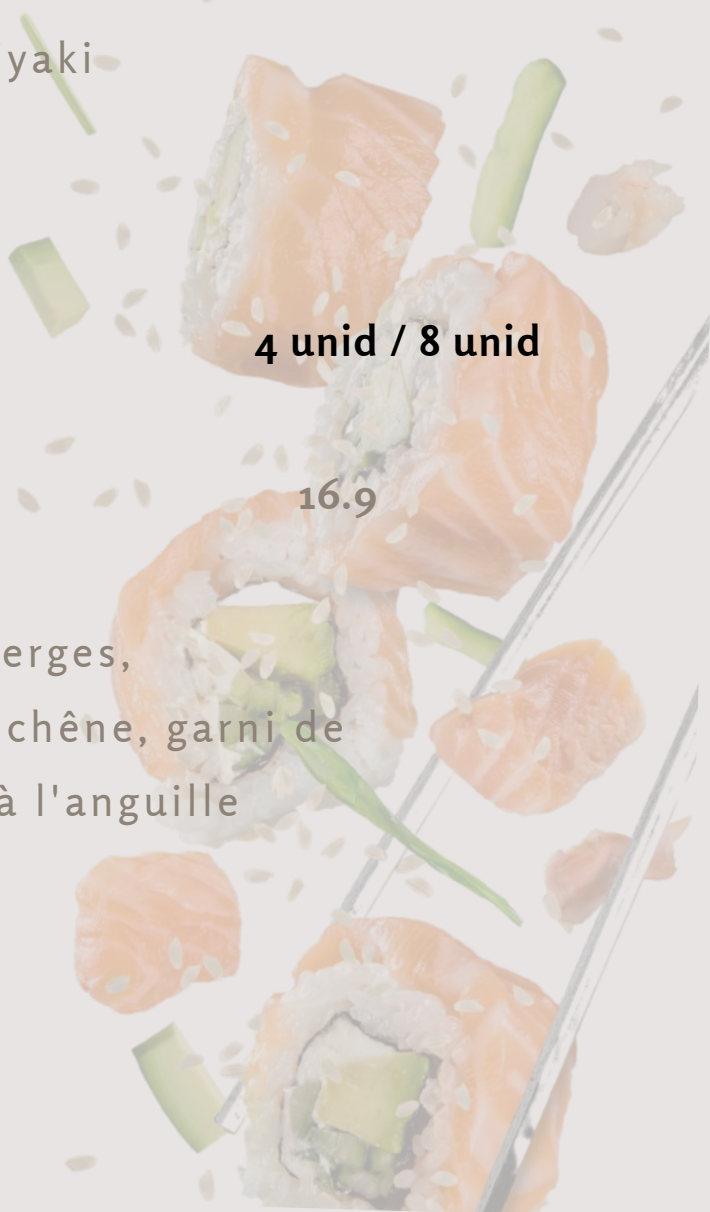 yaki
4 unid / 8 unid
16.9
erges,
chêne, garni de
à l'anguille